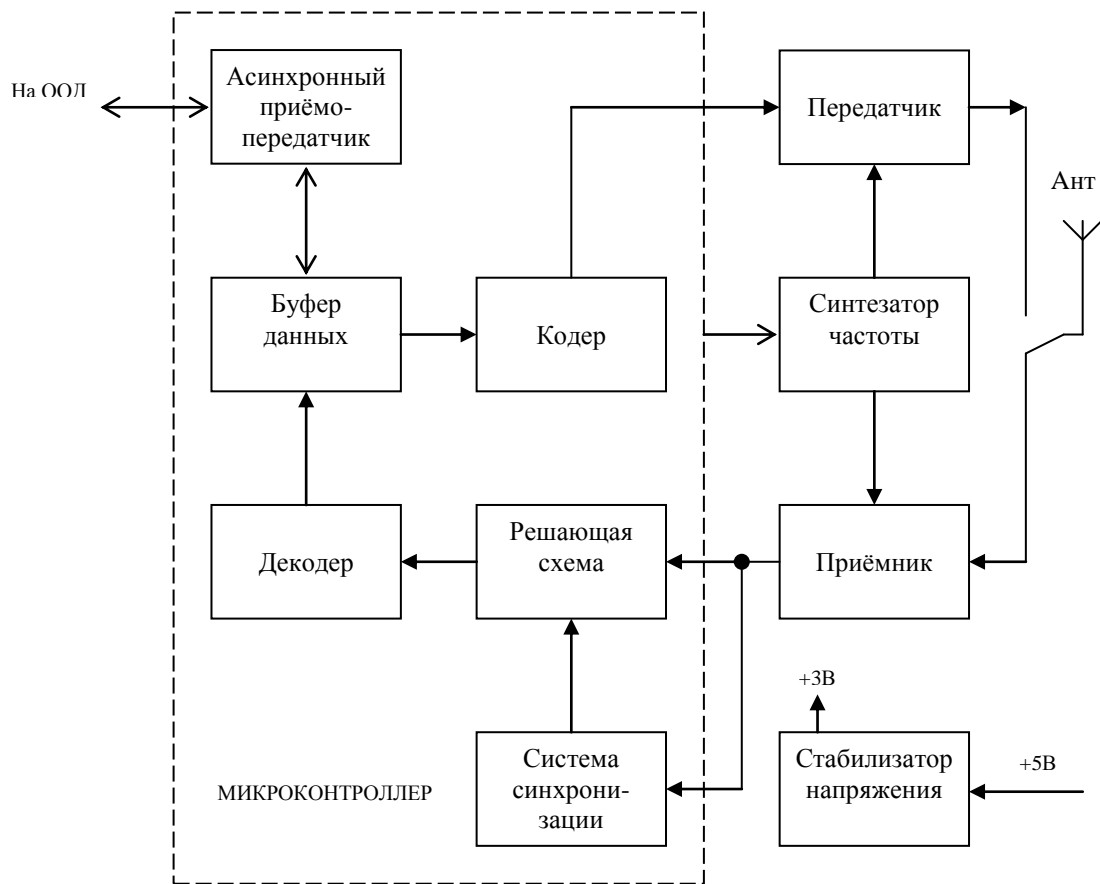 На ООД
Асинхронный
приёмо-
передатчик
Передатчик
Ант
Буфер
данных
Кодер
Синтезатор
частоты
Декодер
Решающая
схема
Приёмник
+3В
МИКРОКОНТРОЛЛЕР
Система
синхрони-
зации
Стабилизатор
напряжения
+5В